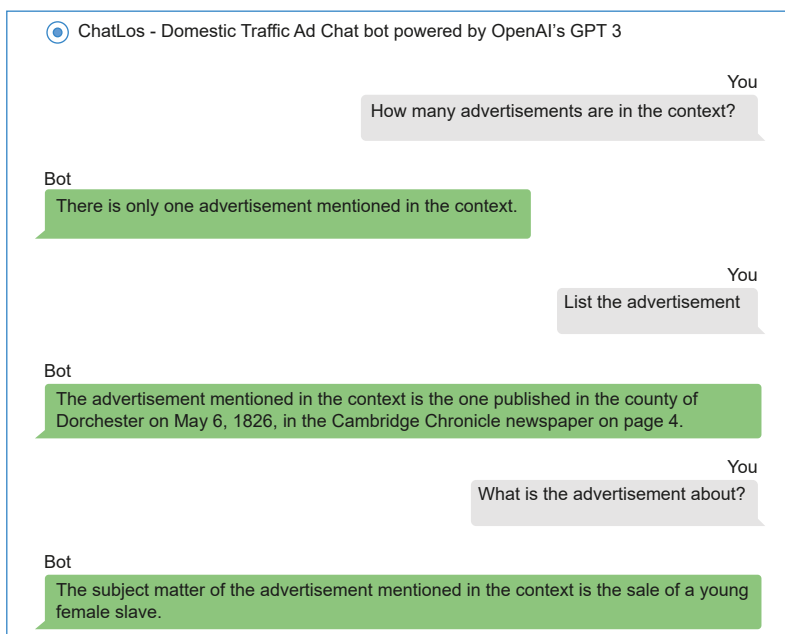 ChatLos - Domestic Traffic Ad Chat bot powered by OpenAI's GPT 3
You
How many advertisements are in the context?
Bot
There is only one advertisement mentioned in the context.
You
List the advertisement
Bot
The advertisement mentioned in the context is the one published in the county of
Dorchester on May 6, 1826, in the Cambridge Chronicle newspaper on page 4.
You
What is the advertisement about?
Bot
The subject matter of the advertisement mentioned in the context is the sale of a young
female slave.